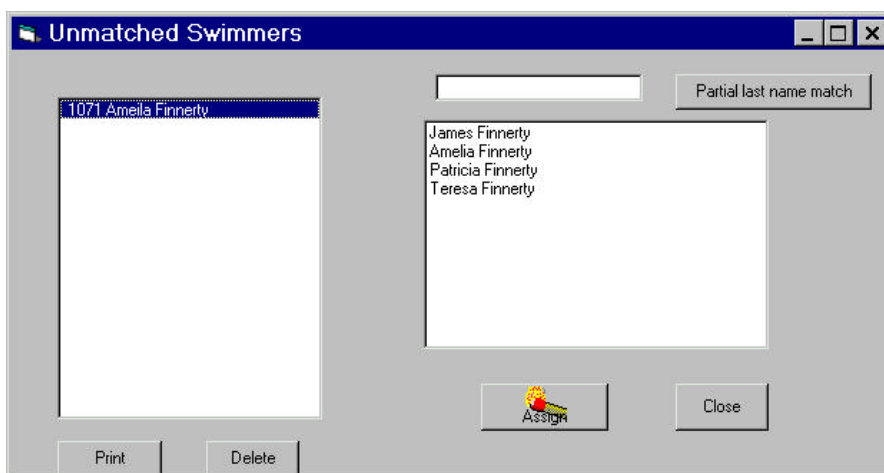 Unmatched Swimmers
1071 Ameila Finnerty
Partial last name match
James Finnerty
Amelia Finnerty
Patricia Finnerty
Teresa Finnerty
Assign
Close
Print
Delete